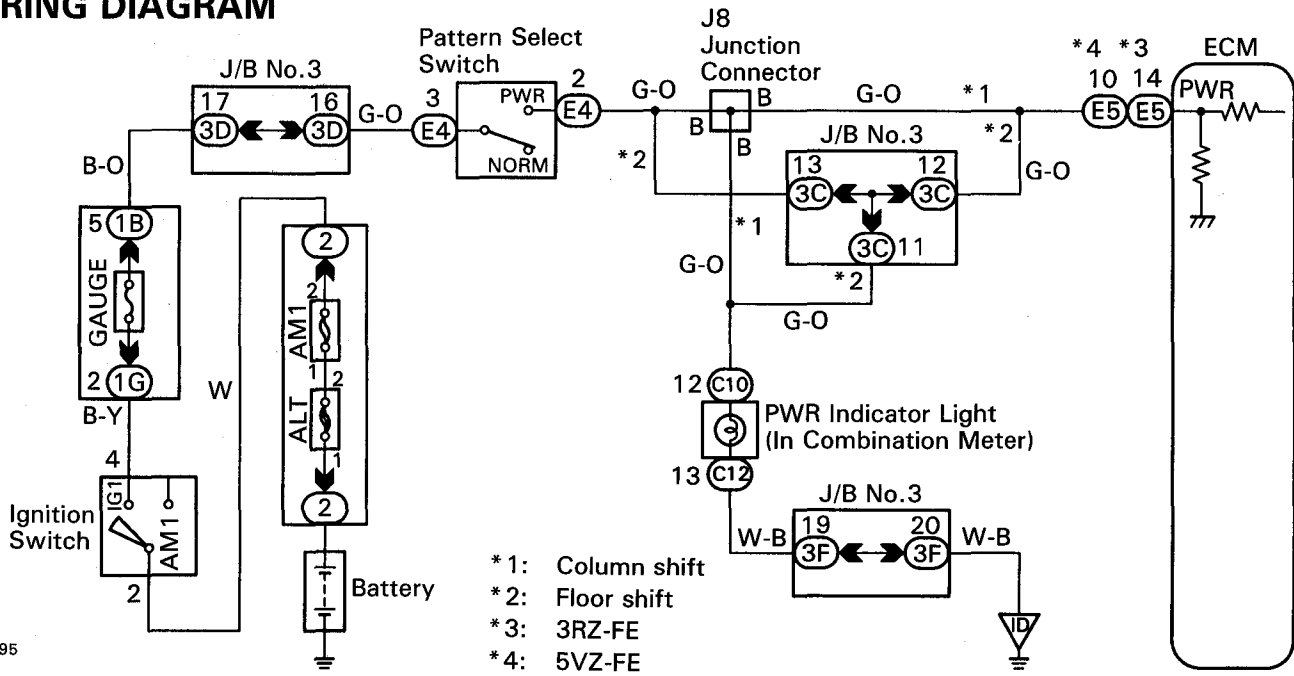 RING DIAGRAM
J/B No.3
17
3D
16
3D
G-O
Pattern Select
Switch
3
E4
PWR
NORM
2
E4
G-O
J8
Junction
Connector
B
B
B
G-O
*1
*2
*4
*3
10
14
E5
E5
ECM
PWR
*2
J/B No.3
13
3C
12
3C
3C
11
G-O
*1
G-O
*2
G-O
B-O
5
1B
GAUGE
2
1G
B-Y
4
IG1
AM1
Ignition
Switch
2
W
2
2
AM1
1
2
ALT
1
2
Battery
12
C10
PWR Indicator Light
(In Combination Meter)
13
C12
W-B
J/B No.3
19
3F
20
3F
W-B
ID
*1: Column shift
*2: Floor shift
*3: 3RZ-FE
*4: 5VZ-FE
95